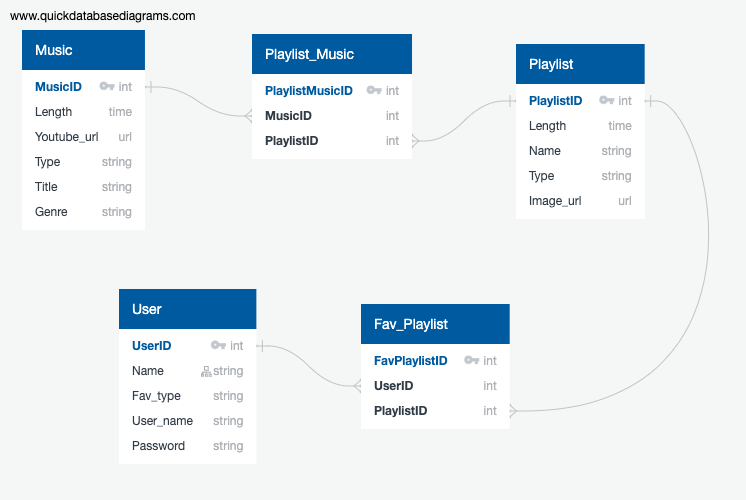 www.quickdatabasediagrams.com
Music
MusicID int
Length time
Youtube_url url
Type string
Title string
Genre string
Playlist_Music
PlaylistMusicID int
MusicID int
PlaylistID int
Playlist
PlaylistID int
Length time
Name string
Type string
Image_url url
User
UserID int
Name string
Fav_type string
User_name string
Password string
Fav_Playlist
FavPlaylistID int
UserID int
PlaylistID int